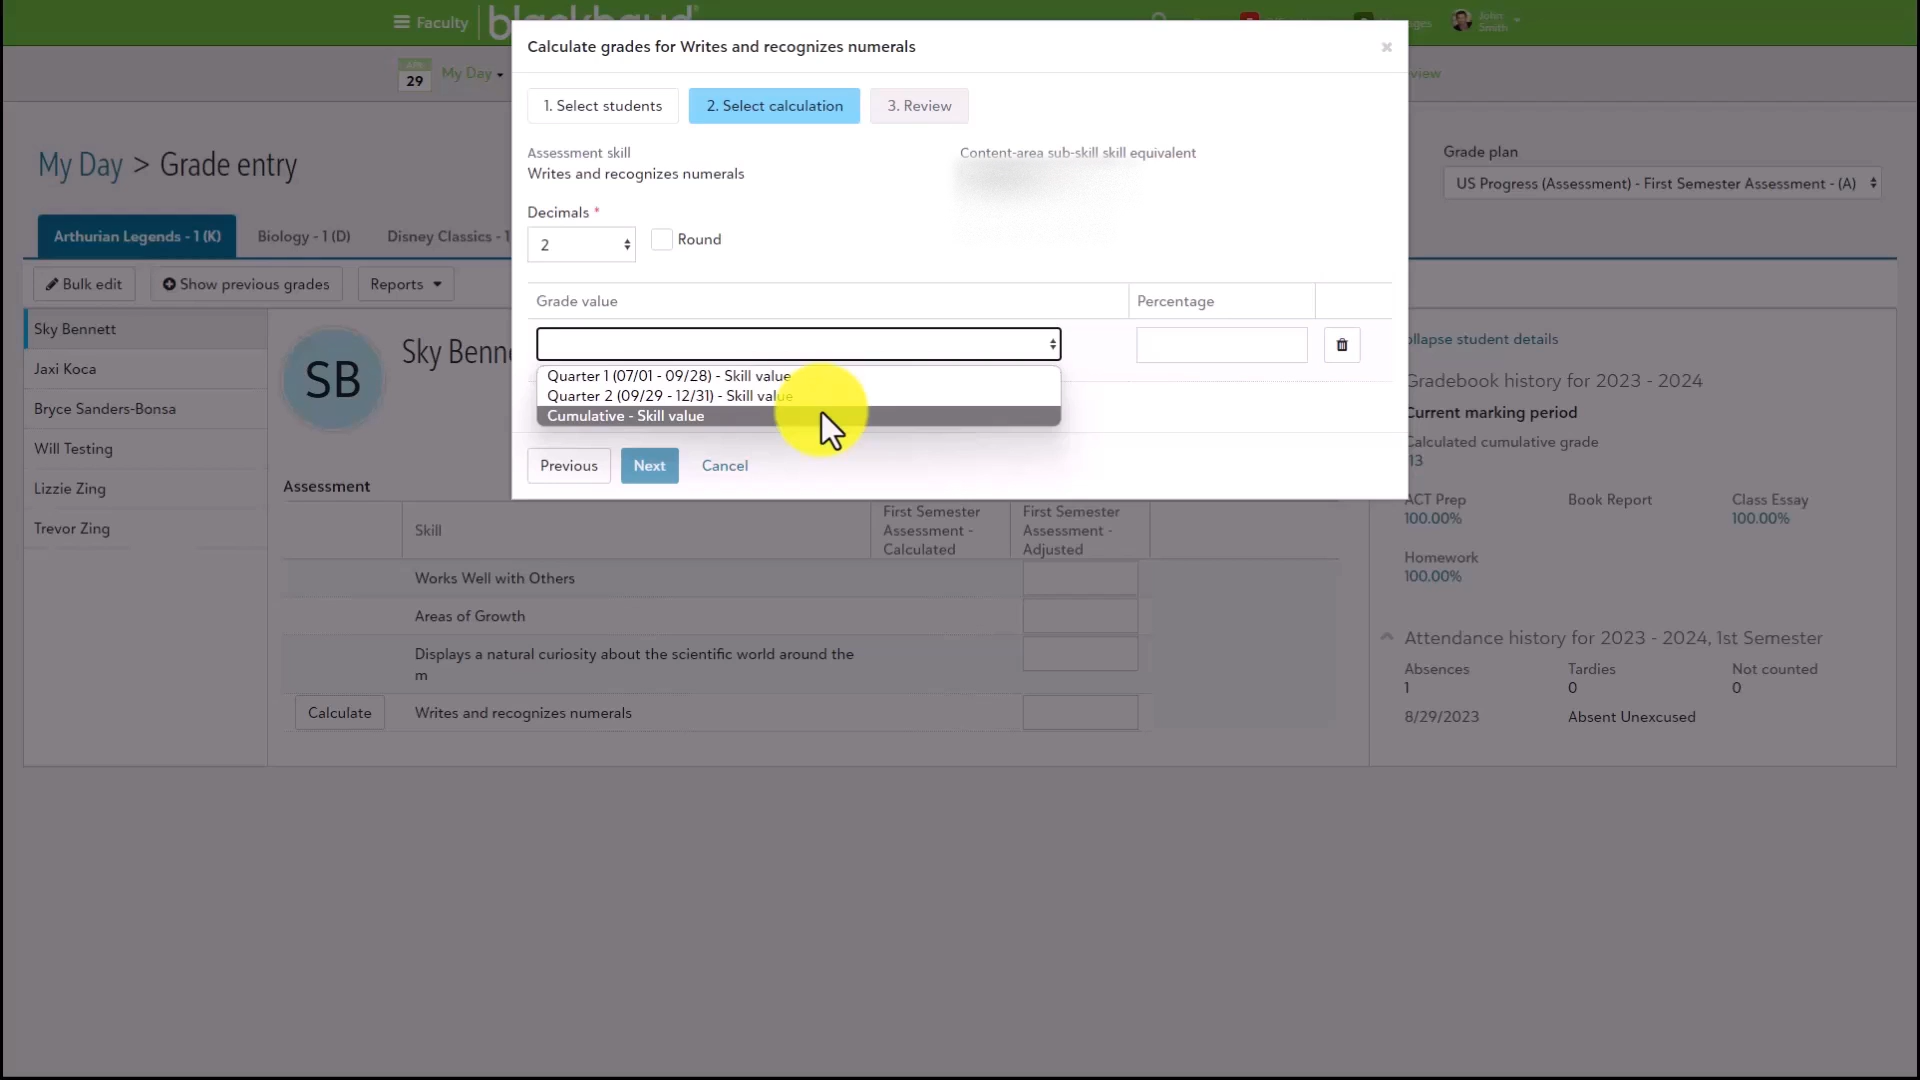 Faculty
blackbaud
John
Smith
APR
29
My Day
view
My Day > Grade entry
Grade plan
US Progress (Assessment) - First Semester Assessment - (A)
Arthurian Legends - 1 (K)
Biology - 1 (D)
Disney Classics - 1
Bulk edit
Show previous grades
Reports
Sky Bennett
Jaxi Koca
Bryce Sanders-Bonsa
Will Testing
Lizzie Zing
Trevor Zing
SB
Sky Benne
Calculate grades for Writes and recognizes numerals
1. Select students
2. Select calculation
3. Review
Assessment skill
Writes and recognizes numerals
Content-area sub-skill skill equivalent
Decimals *
2
Round
Grade value
Percentage
Quarter 1 (07/01 - 09/28) - Skill value
Quarter 2 (09/29 - 12/31) - Skill value
Cumulative - Skill value
Previous
Next
Cancel
Assessment
Skill
First Semester
Assessment -
Calculated
First Semester
Assessment -
Adjusted
Works Well with Others
Areas of Growth
Displays a natural curiosity about the scientific world around the
m
Calculate
Writes and recognizes numerals
ollapse student details
Gradebook history for 2023 - 2024
Current marking period
Calculated cumulative grade
13
ACT Prep
100.00%
Book Report
Class Essay
100.00%
Homework
100.00%
Attendance history for 2023 - 2024, 1st Semester
Absences
1
Tardies
0
Not counted
0
8/29/2023
Absent Unexcused